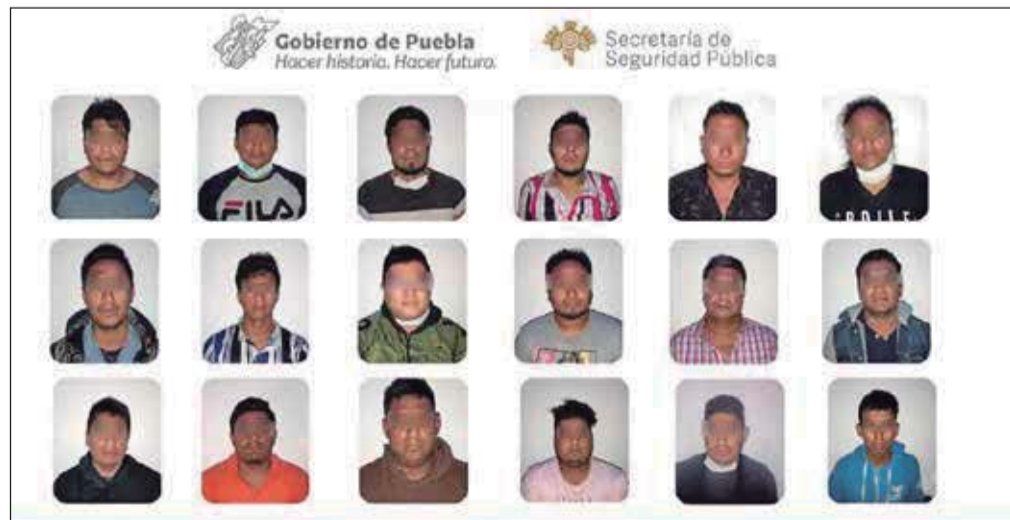 Gobierno de Puebla
Hacer historia. Hacer futuro.
Secretaría de
Seguridad Pública
FILA